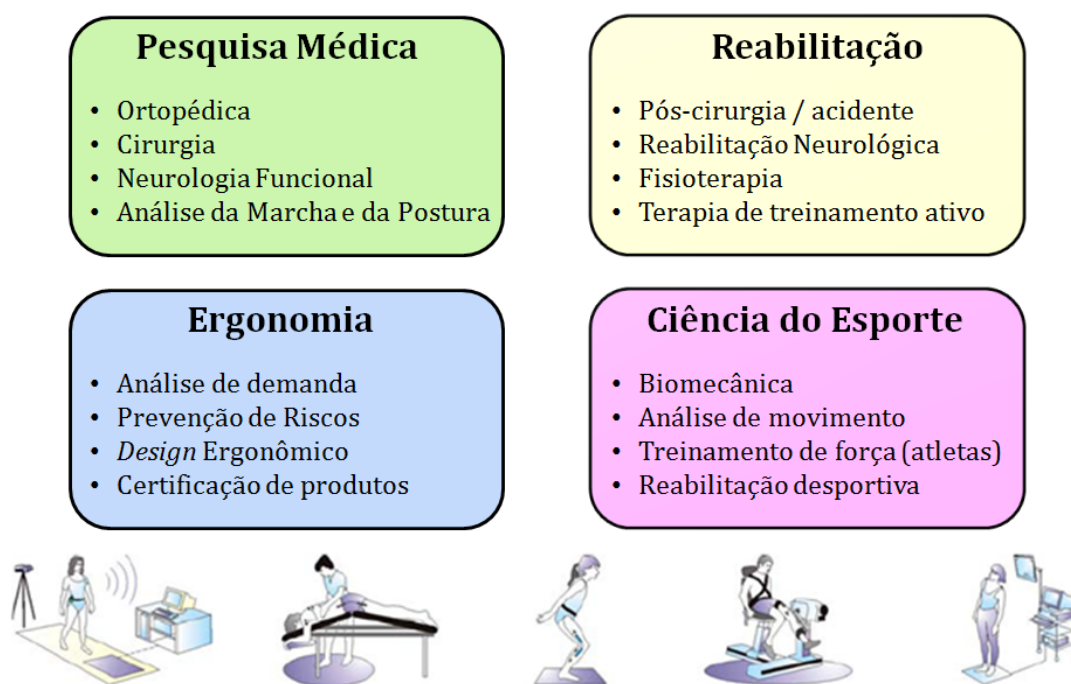 Pesquisa Médica
• Ortopédica
• Cirurgia
• Neurologia Funcional
• Análise da Marcha e da Postura
Reabilitação
• Pós-cirurgia / acidente
• Reabilitação Neurológica
• Fisioterapia
• Terapia de treinamento ativo
Ergonomia
• Análise de demanda
• Prevenção de Riscos
• Design Ergonômico
• Certificação de produtos
Ciência do Esporte
• Biomecânica
• Análise de movimento
• Treinamento de força (atletas)
• Reabilitação desportiva